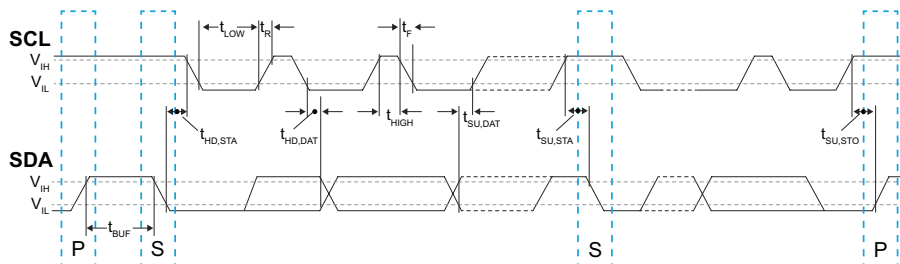 t_LOW t_R t_F
SCL
V_IH
V_IL
t_HD,STA t_HD,DAT t_HIGH t_SU,DAT t_SU,STA t_SU,STO
SDA
V_IH
V_IL
t_BUF
P S S P